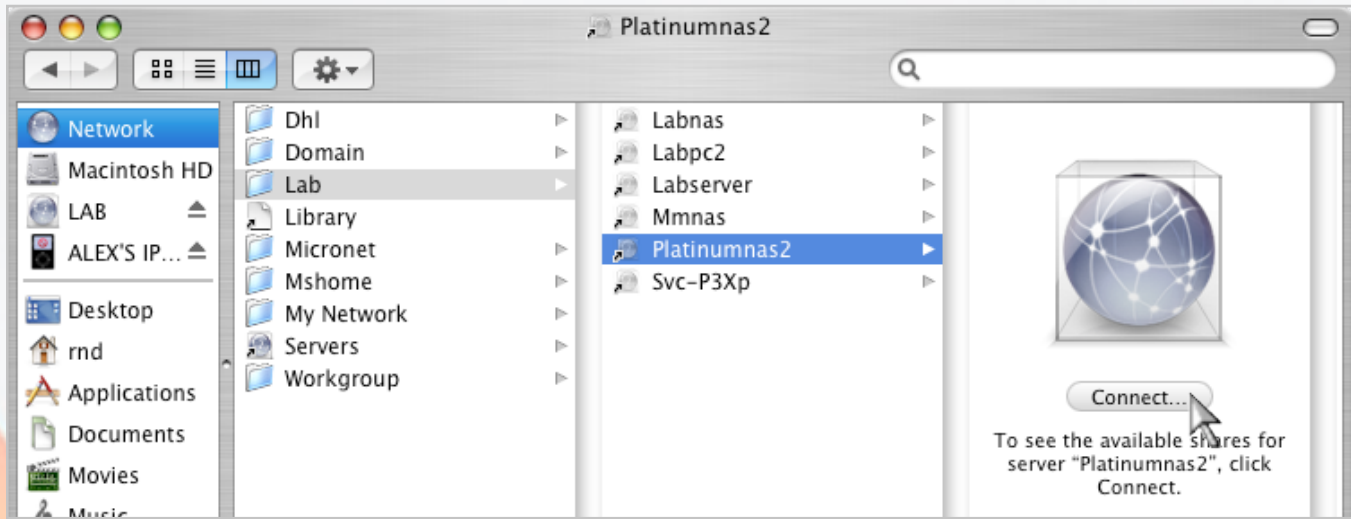 Platinumnas2
Network
Macintosh HD
LAB
ALEX'S IP...
Desktop
rnd
Applications
Documents
Movies
Music
Dhl
Domain
Lab
Library
Micronet
Mshome
My Network
Servers
Workgroup
Labnas
Labpc2
Labserver
Mmnas
Platinumnas2
Svc-P3Xp
Connect...
To see the available shares for
server “Platinumnas2”, click
Connect.